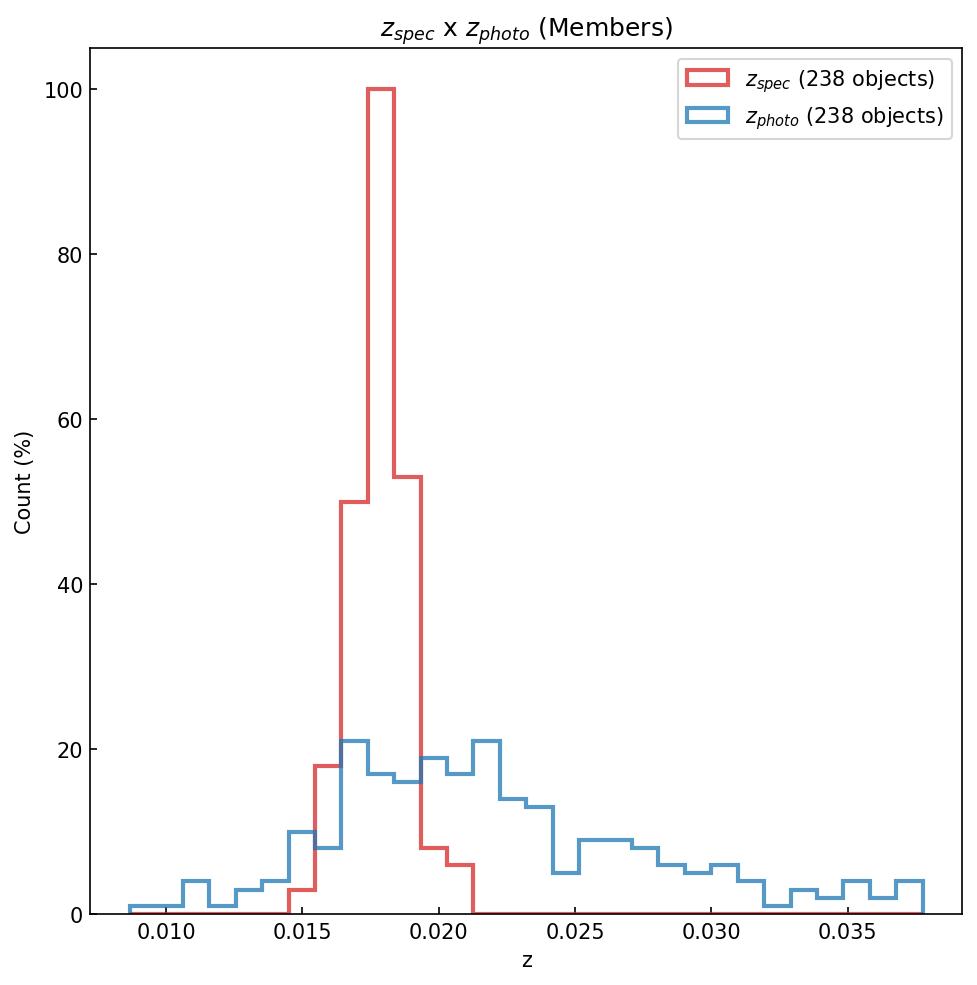 z_spec x z_photo (Members)
z_spec (238 objects)
z_photo (238 objects)
Count (%)
100
80
60
40
20
0
0.010 0.015 0.020 0.025 0.030 0.035
z